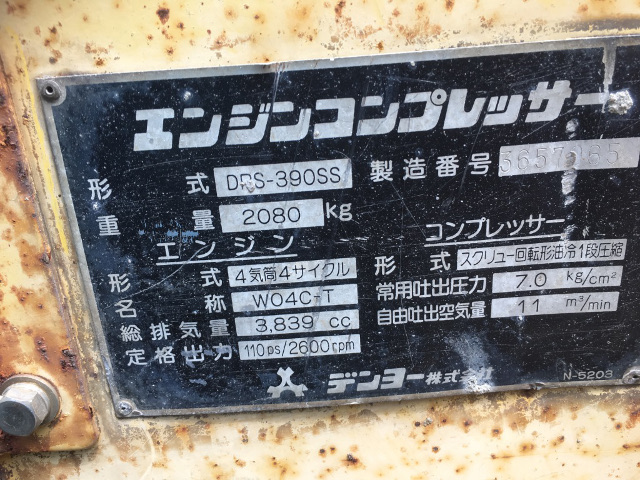 エンジンコンプレッサー
形式 DPS-390SS 製造番号
重量 2080 kg
エンジン
形式 4気筒4サイクル
名称 W04C-T
総排気量 3,839 cc
定格出力 110ps/2600rpm
コンプレッサー
形式 スクリュー回転形油冷1段圧縮
常用吐出圧力 7.0 kg/cm²
自由吐出空気量 11 m³/min
デンヨー株式会社
N-5203